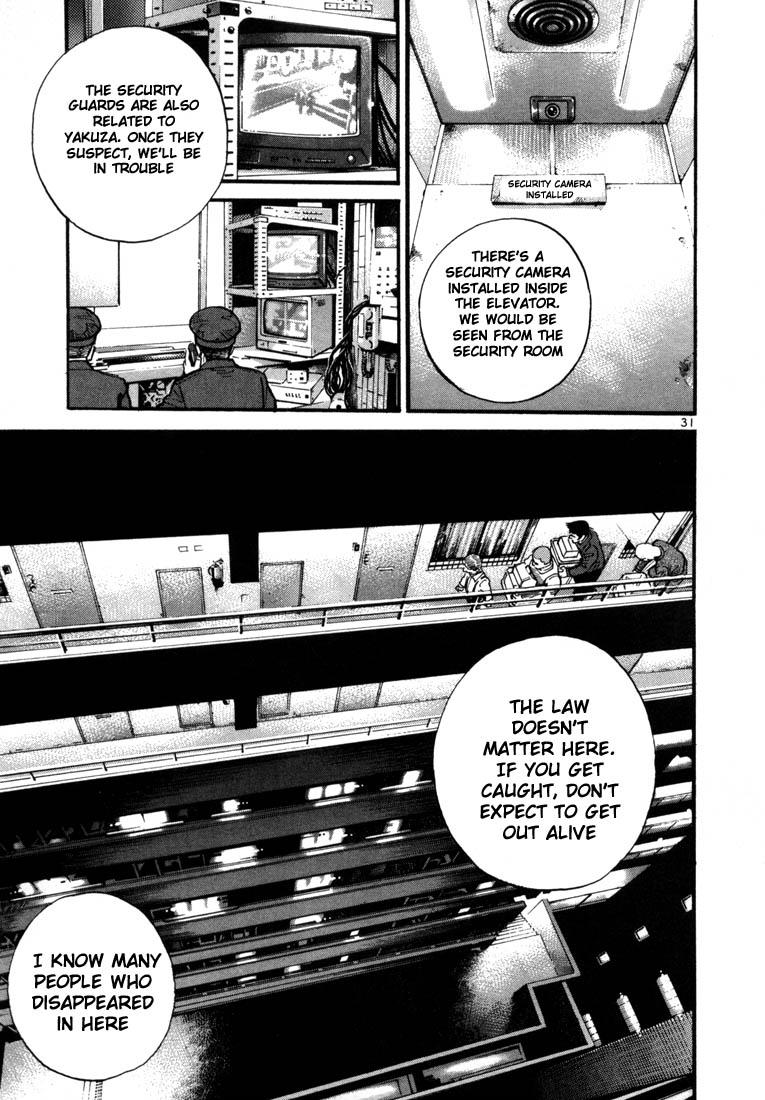 SECURITY CAMERA
INSTALLED
THERE'S A
SECURITY CAMERA
INSTALLED INSIDE
THE ELEVATOR.
WE WOULD BE
SEEN FROM THE
SECURITY ROOM
THE SECURITY
GUARDS ARE ALSO
RELATED TO
YAKUZA. ONCE THEY
SUSPECT, WE'LL BE
IN TROUBLE
31
THE LAW
DOESN'T
MATTER HERE.
IF YOU GET
CAUGHT, DON'T
EXPECT TO GET
OUT ALIVE
I KNOW MANY
PEOPLE WHO
DISAPPEARED
IN HERE